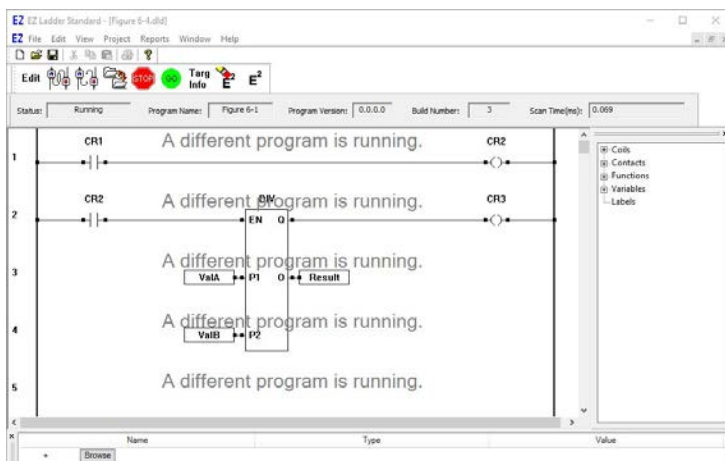 EZ EZ Ladder Standard - [Figure 6-4.dld]
EZ File Edit View Project Reports Window Help
Edit STOP GO Targ Info E² E²
Status: Running Program Name: Figure 6-1 Program Version: 0.0.0.0 Build Number: 3 Scan Time(ms): 0.069
CR1 A different program is running. CR2
1
CR2 A different program is running. DIV CR3
2 EN Q
A different program is running.
3 ValA P1 O Result
A different program is running.
4 ValB P2
A different program is running.
5
Coils
Contacts
Functions
Variables
Labels
Name Type Value
+ Browse